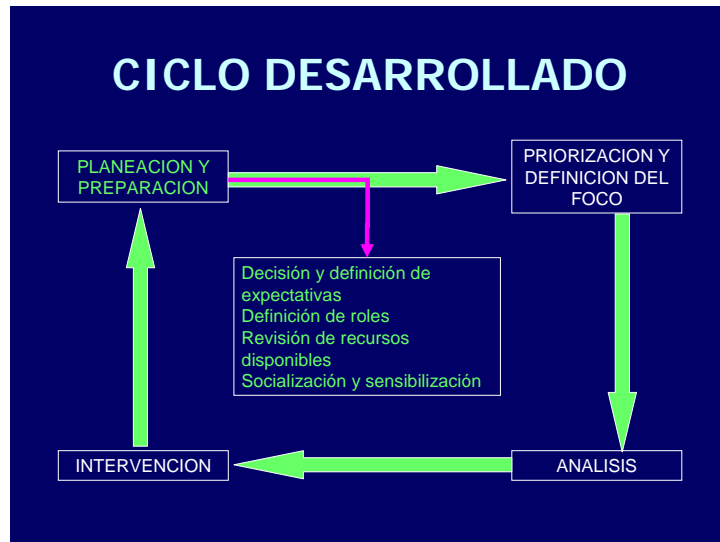 CICLO DESARROLLADO
PLANEACION Y
PREPARACION
PRIORIZACION Y
DEFINICION DEL
FOCO
Decisión y definición de
expectativas
Definición de roles
Revisión de recursos
disponibles
Socialización y sensibilización
INTERVENCION
ANALISIS